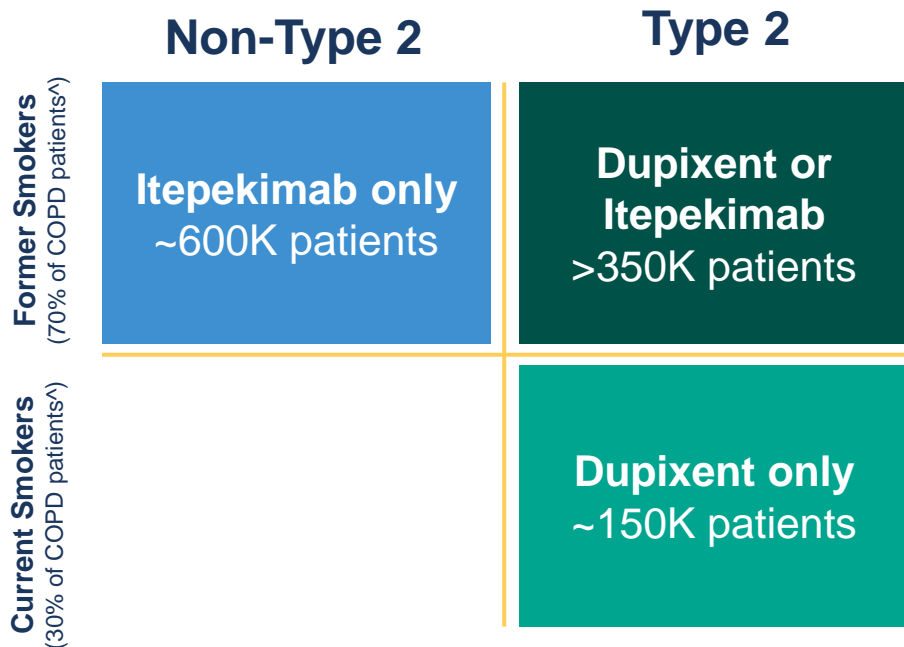 Non-Type 2
Type 2
Former Smokers
(70% of COPD patients^)
Itepekimab only
~600K patients
Dupixent or
Itepekimab
>350K patients
Current Smokers
(30% of COPD patients^)
Dupixent only
~150K patients